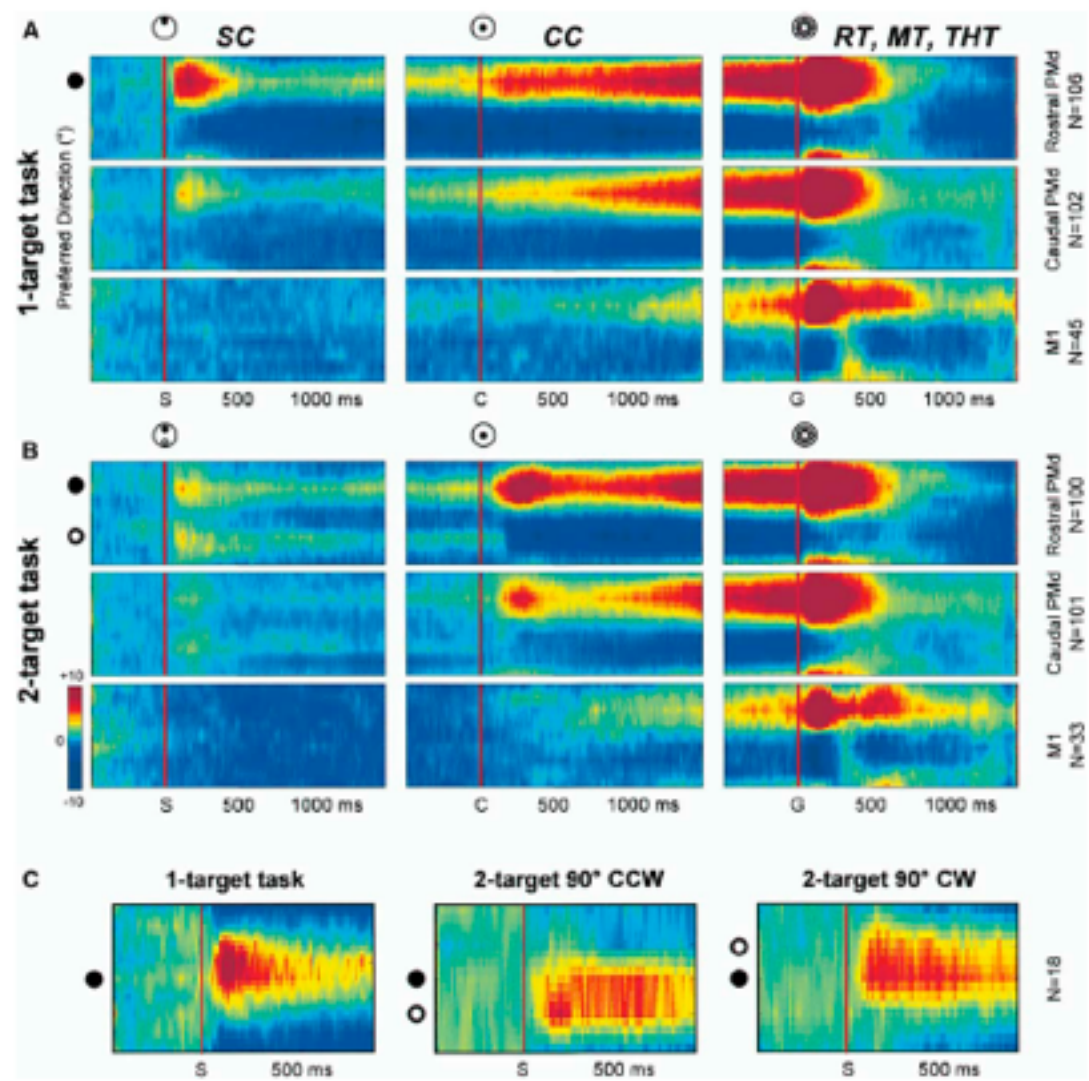 A
SC CC RT, MT, THT
1-target task
Preferred Direction (°)
Rostral PMd
N=106
Caudal PMd
N=102
M1
N=45
S 500 1000 ms C 500 1000 ms G 500 1000 ms
B
2-target task
Rostral PMd
N=100
Caudal PMd
N=101
M1
N=33
+10
0
-10
S 500 1000 ms C 500 1000 ms G 500 1000 ms
C
1-target task 2-target 90° CCW 2-target 90° CW
N=18
S 500 ms S 500 ms S 500 ms